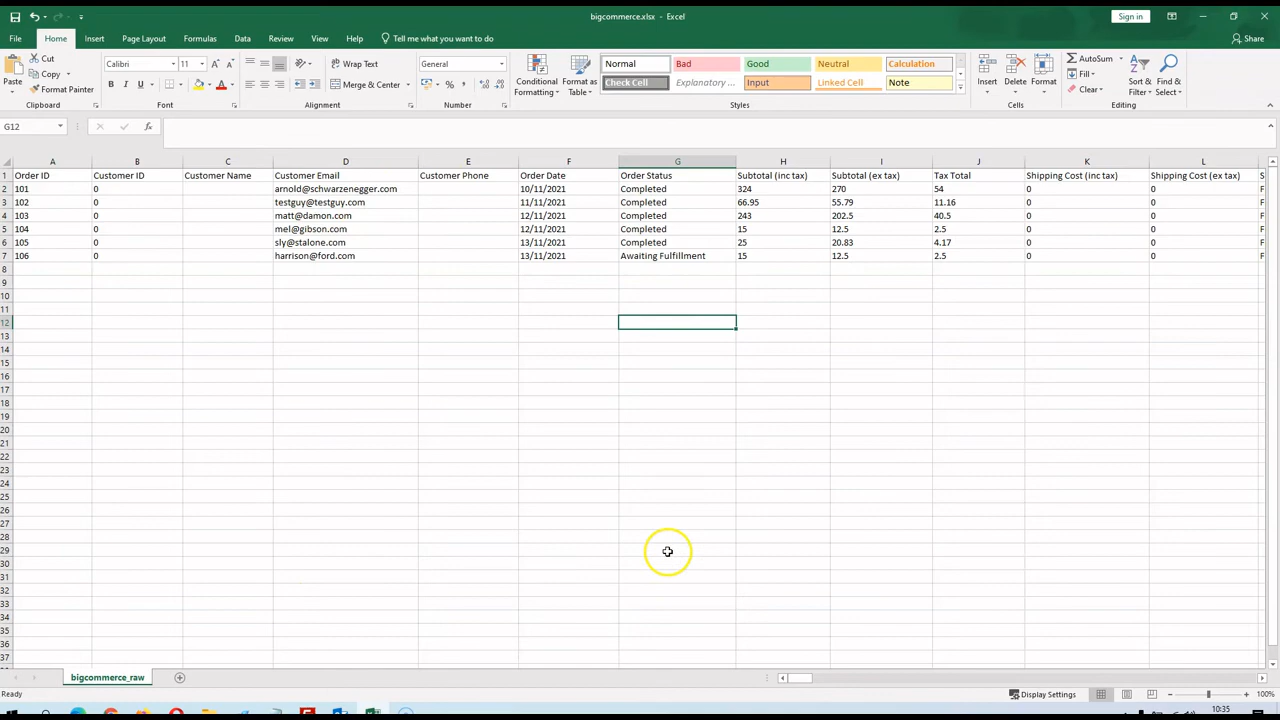 bigcommerce.xlsx - Excel
Sign in
File Home Insert Page Layout Formulas Data Review View Help Tell me what you want to do Share
Paste
Cut
Copy
Format Painter
Clipboard
Calibri 11
B I U
Font
Wrap Text
Merge & Center
Alignment
General
%
Number
Conditional Formatting
Format as Table
Normal Bad Good Neutral Calculation
Check Cell Explanatory ... Input Linked Cell Note
Styles
Insert Delete Format
Cells
AutoSum
Fill
Clear
Sort & Filter
Find & Select
Editing
G12
fx
A B C D E F G H I J K L
1 Order ID Customer ID Customer Name Customer Email Customer Phone Order Date Order Status Subtotal (inc tax) Subtotal (ex tax) Tax Total Shipping Cost (inc tax) Shipping Cost (ex tax) S
2 101 0 arnold@schwarzenegger.com 10/11/2021 Completed 324 270 54 0 0 F
3 102 0 testguy@testguy.com 11/11/2021 Completed 66.95 55.79 11.16 0 0 F
4 103 0 matt@damon.com 12/11/2021 Completed 243 202.5 40.5 0 0 F
5 104 0 mel@gibson.com 12/11/2021 Completed 15 12.5 2.5 0 0 F
6 105 0 sly@stalone.com 13/11/2021 Completed 25 20.83 4.17 0 0 F
7 106 0 harrison@ford.com 13/11/2021 Awaiting Fulfillment 15 12.5 2.5 0 0 F
8
9
10
11
12
13
14
15
16
17
18
19
20
21
22
23
24
25
26
27
28
29
30
31
32
33
34
35
36
37
bigcommerce_raw
Ready
Display Settings
100%
10:35